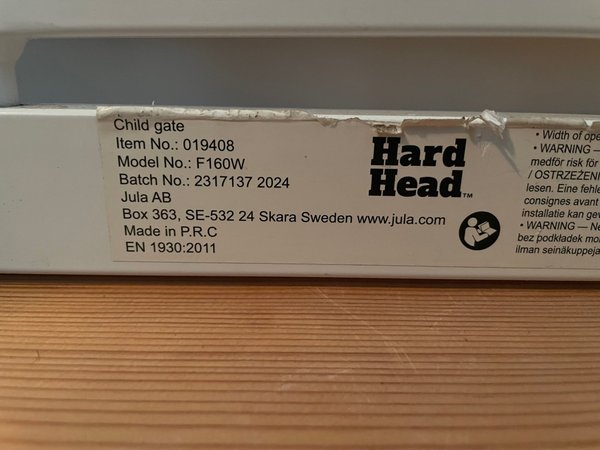 Child gate
Item No.: 019408
Model No.: F160W
Batch No.: 2317137 2024
Jula AB
Box 363, SE-532 24 Skara Sweden www.jula.com
Made in P.R.C
EN 1930:2011
Hard
Head™
• Width of ope
• WARNING —
medför risk för
/ OSTRZEŻENI
lesen. Eine fehle
consignes avant
installatie kan gev
• WARNING — Ne
bez podkładek mo
ilman seinäkuppeja